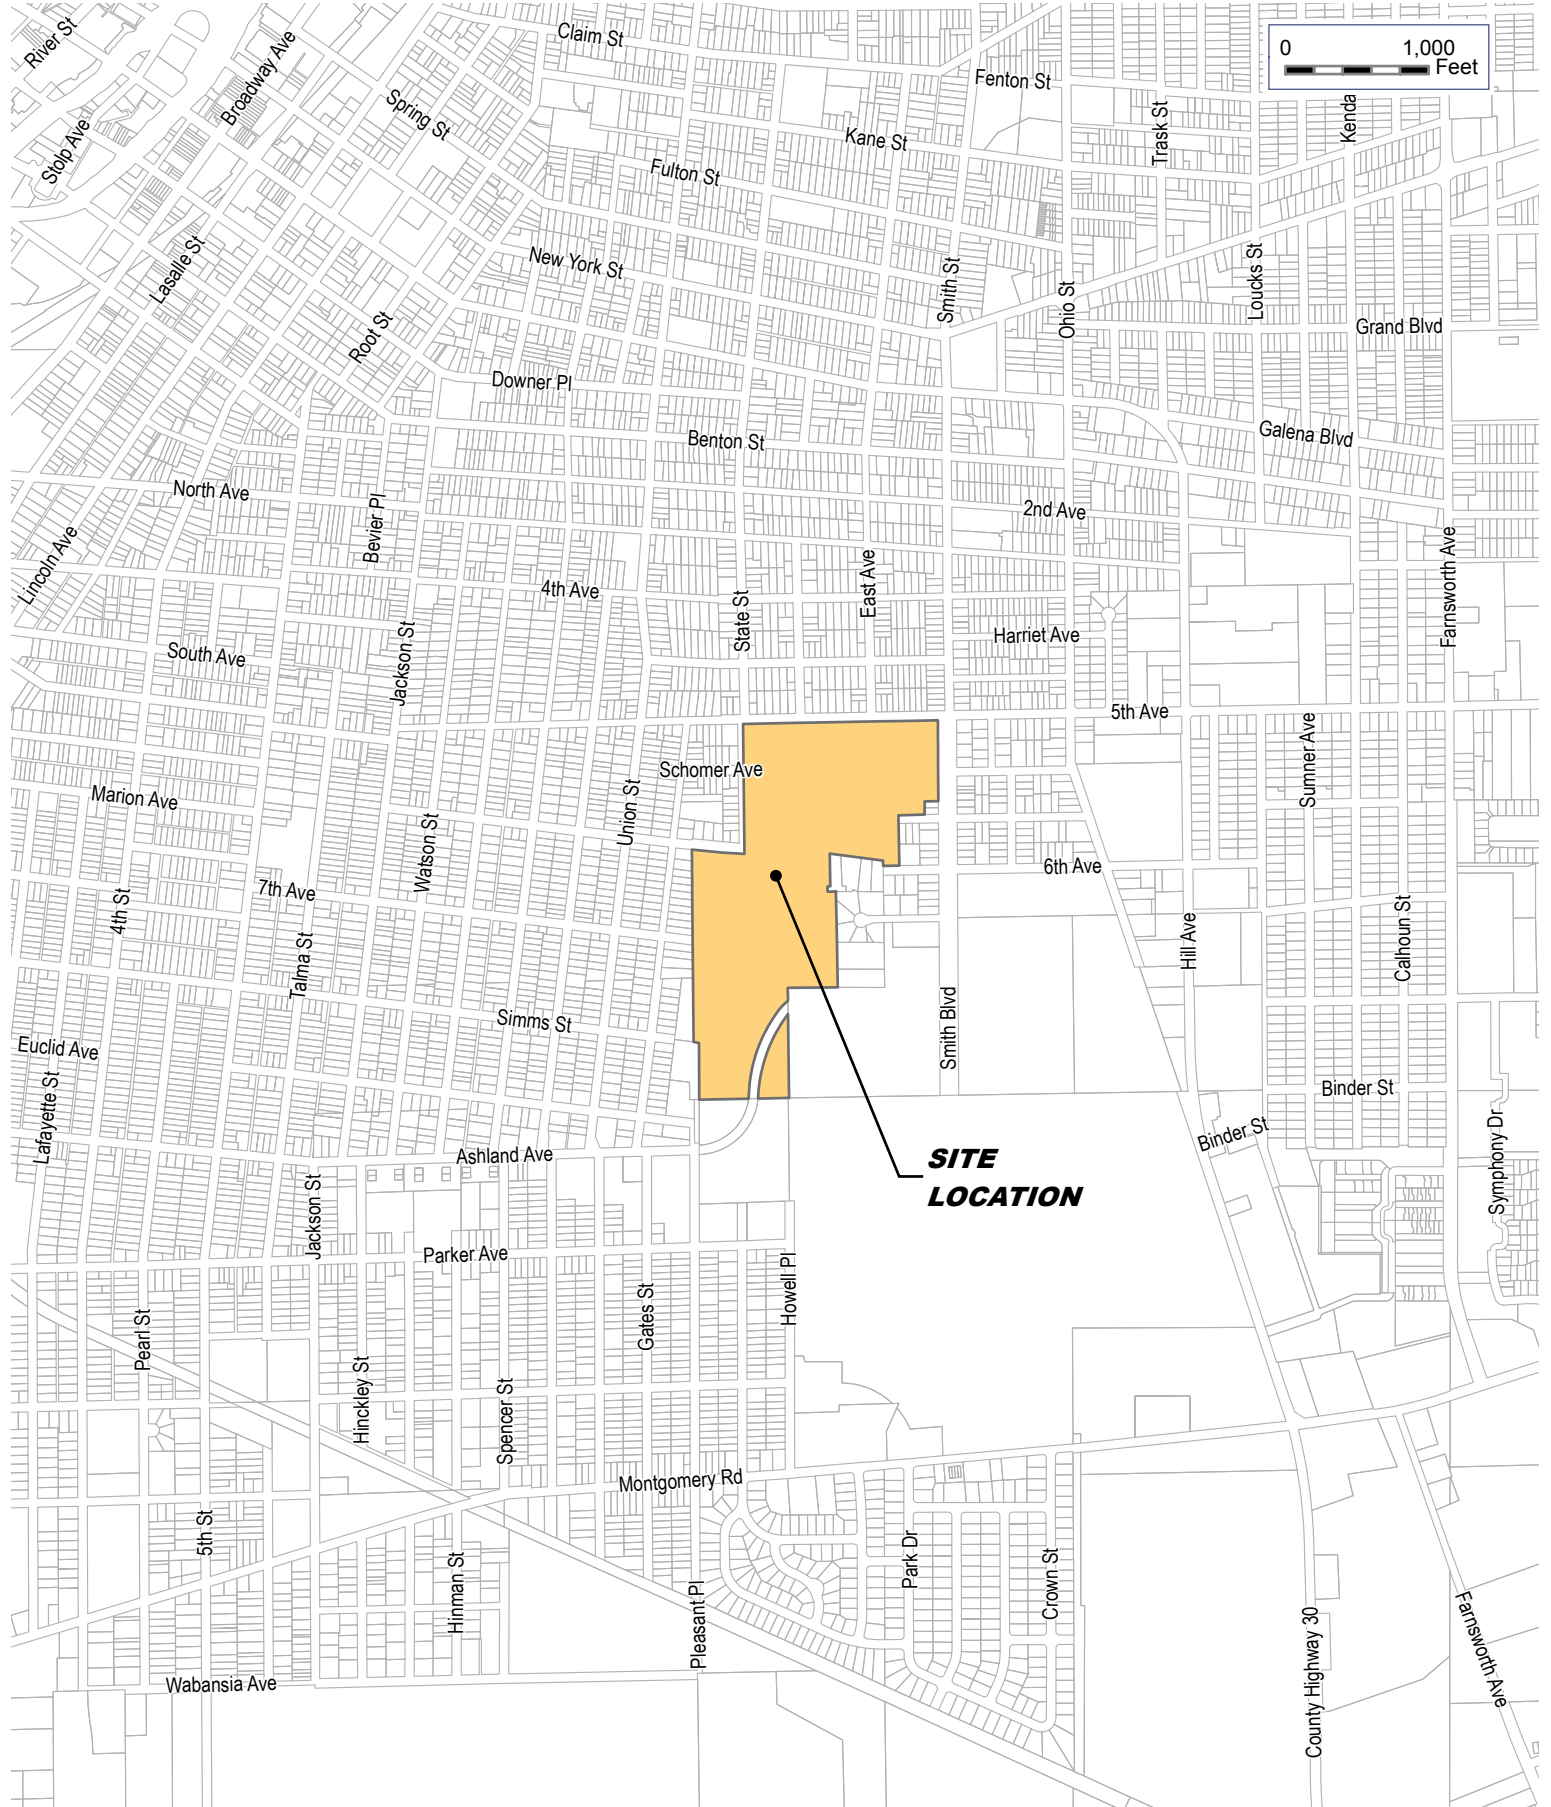 River St
Claim St
Broadway Ave
0 1,000
Feet
Fenton St
Spring St
Trask St
Kenda
Stolp Ave
Kane St
Fulton St
Lasalle St
New York St
Smith St
Ohio St
Loucks St
Root St
Grand Blvd
Downer Pl
Benton St
Galena Blvd
North Ave
Bevier Pl
2nd Ave
Lincoln Ave
4th Ave
State St
East Ave
Farnsworth Ave
South Ave
Jackson St
Harriet Ave
5th Ave
Schomer Ave
Sumner Ave
Marion Ave
Union St
Watson St
6th Ave
7th Ave
4th St
Talma St
Hill Ave
Calhoun St
Simms St
Euclid Ave
Smith Blvd
Lafayette St
Binder St
Binder St
Symphony Dr
Ashland Ave
SITE
LOCATION
Jackson St
Parker Ave
Howell Pl
Gates St
Pearl St
Hinckley St
Spencer St
Montgomery Rd
5th St
Hinman St
Park Dr
Crown St
Pleasant Pl
County Highway 30
Farnsworth Ave
Wabansia Ave